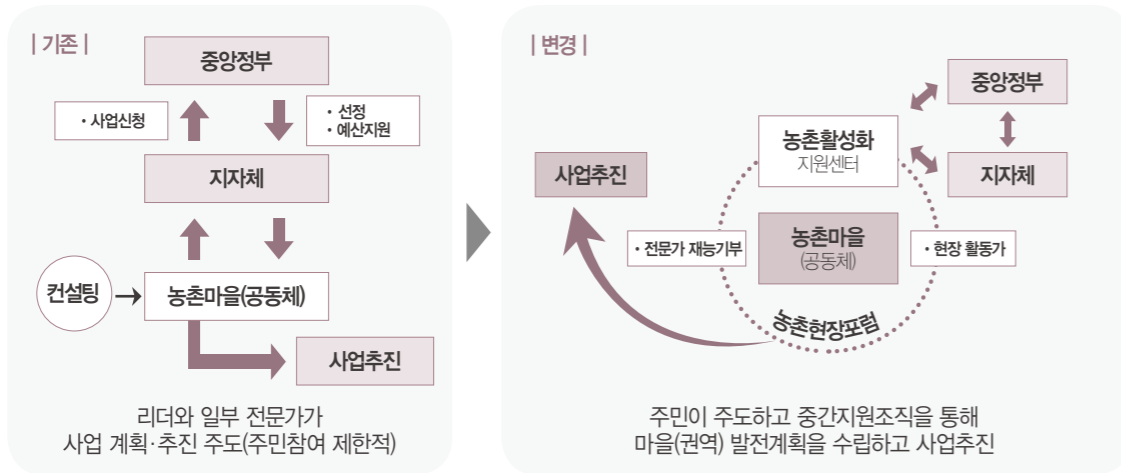 | 기존 |
중앙정부
· 사업신청
· 선정
· 예산지원
지자체
컨설팅
농촌마을(공동체)
사업추진
리더와 일부 전문가가
사업 계획·추진 주도(주민참여 제한적)
| 변경 |
중앙정부
농촌활성화
지원센터
지자체
사업추진
· 전문가 재능기부
농촌마을
(공동체)
· 현장 활동가
농촌현장포럼
주민이 주도하고 중간지원조직을 통해
마을(권역) 발전계획을 수립하고 사업추진